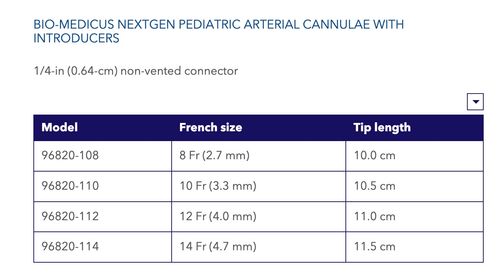 BIO-MEDICUS NEXTGEN PEDIATRIC ARTERIAL CANNULAE WITH
INTRODUCERS
1/4-in (0.64-cm) non-vented connector
Model French size Tip length
96820-108 8 Fr (2.7 mm) 10.0 cm
96820-110 10 Fr (3.3 mm) 10.5 cm
96820-112 12 Fr (4.0 mm) 11.0 cm
96820-114 14 Fr (4.7 mm) 11.5 cm